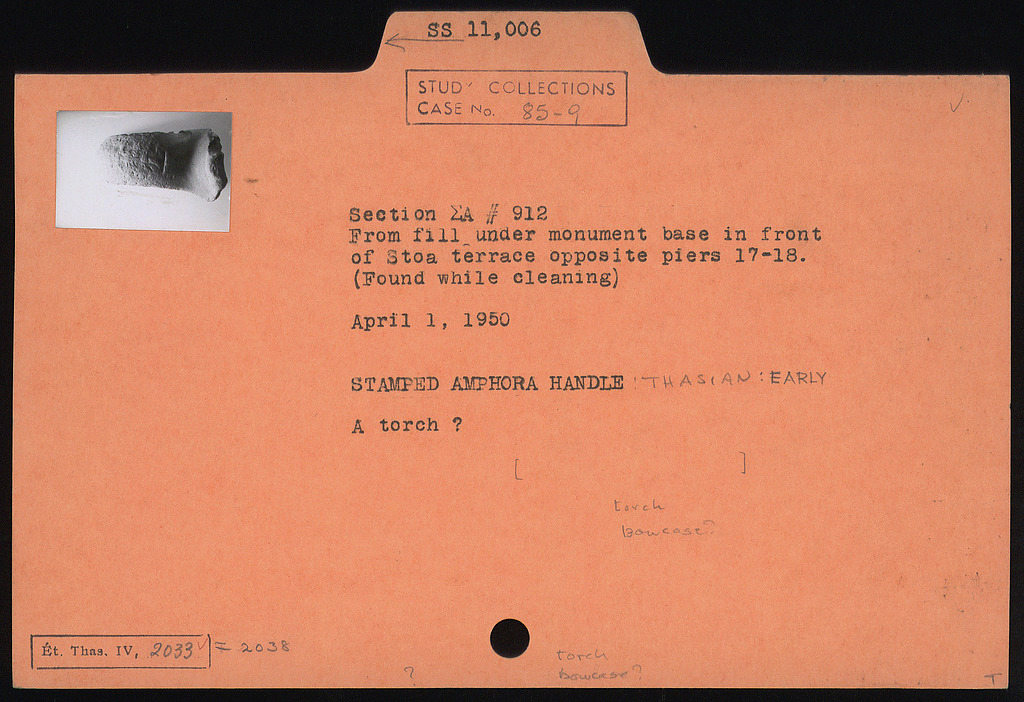 SS 11,006
STUDY COLLECTIONS
CASE No. 85-9
Section ΣA # 912
From fill under monument base in front
of Stoa terrace opposite piers 17-18.
(Found while cleaning)
April 1, 1950
STAMPED AMPHORA HANDLE : THASIAN : EARLY
A torch ?
[ ]
torch
bowcase?
Ét. Thas. IV, 2033 √ = 2038
?
torch
bowcase?
T